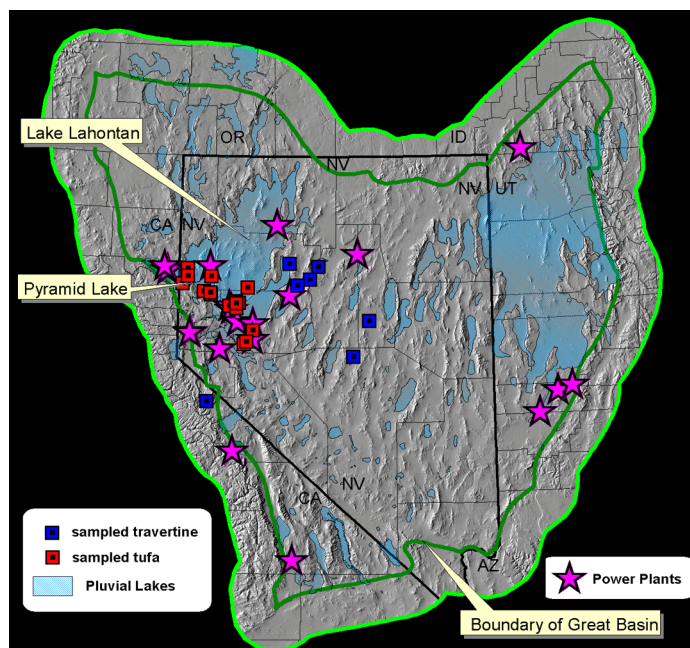 Lake Lahontan
OR
ID
NV
NV UT
CA NV
Pyramid Lake
NV
CA
AZ
sampled travertine
sampled tufa
Pluvial Lakes
Power Plants
Boundary of Great Basin